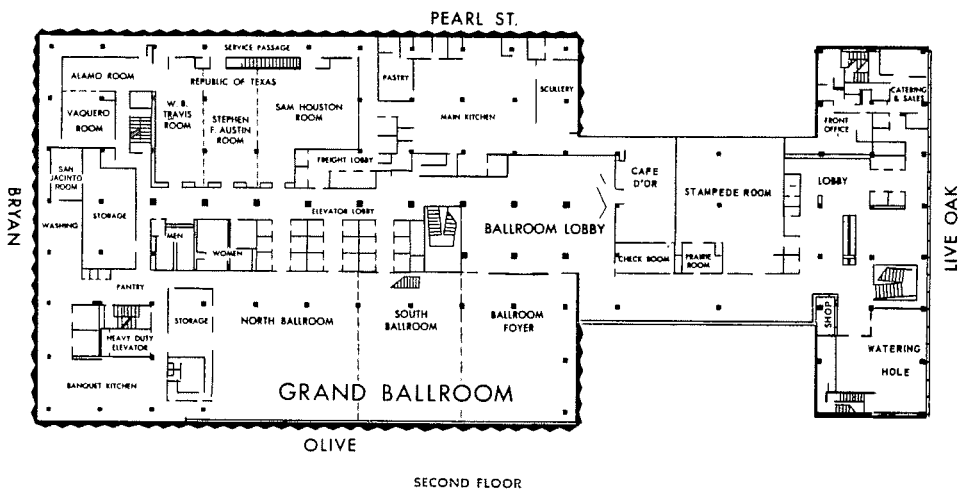 PEARL ST.
SERVICE PASSAGE
ALAMO ROOM
REPUBLIC OF TEXAS
PASTRY
SCULLERY
CATERING
& SALES
VAQUERO
ROOM
W. B.
TRAVIS
ROOM
STEPHEN
F. AUSTIN
ROOM
SAM HOUSTON
ROOM
MAIN KITCHEN
FRONT
OFFICE
FREIGHT LOBBY
SAN
JACINTO
ROOM
CAFE
D'OR
STAMPEDE ROOM
LOBBY
BRYAN
WASHING
STORAGE
ELEVATOR LOBBY
BALLROOM LOBBY
LIVE OAK
MEN
WOMEN
CHECK ROOM
PRAIRIE
ROOM
PANTRY
STORAGE
NORTH BALLROOM
SOUTH
BALLROOM
BALLROOM
FOYER
SHOP
HEAVY DUTY
ELEVATOR
WATERING
HOLE
BANQUET KITCHEN
GRAND BALLROOM
OLIVE
SECOND FLOOR